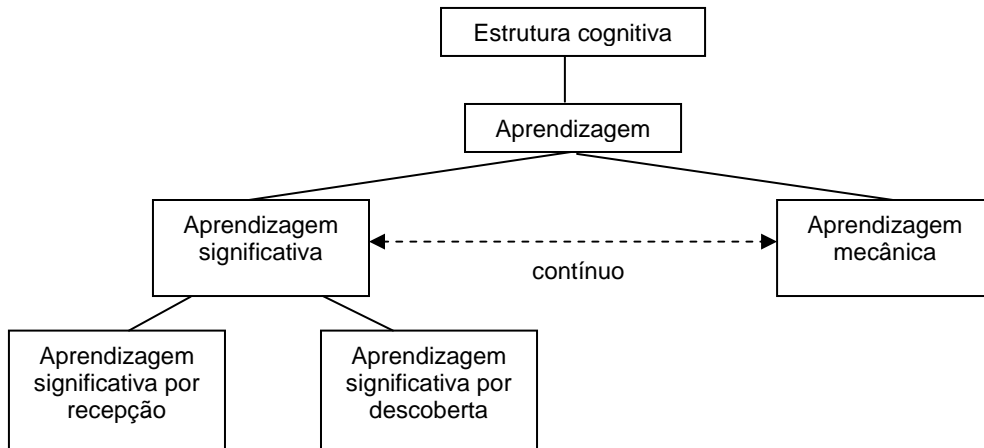 Estrutura cognitiva
Aprendizagem
Aprendizagem
significativa
contínuo
Aprendizagem
mecânica
Aprendizagem
significativa por
recepção
Aprendizagem
significativa por
descoberta